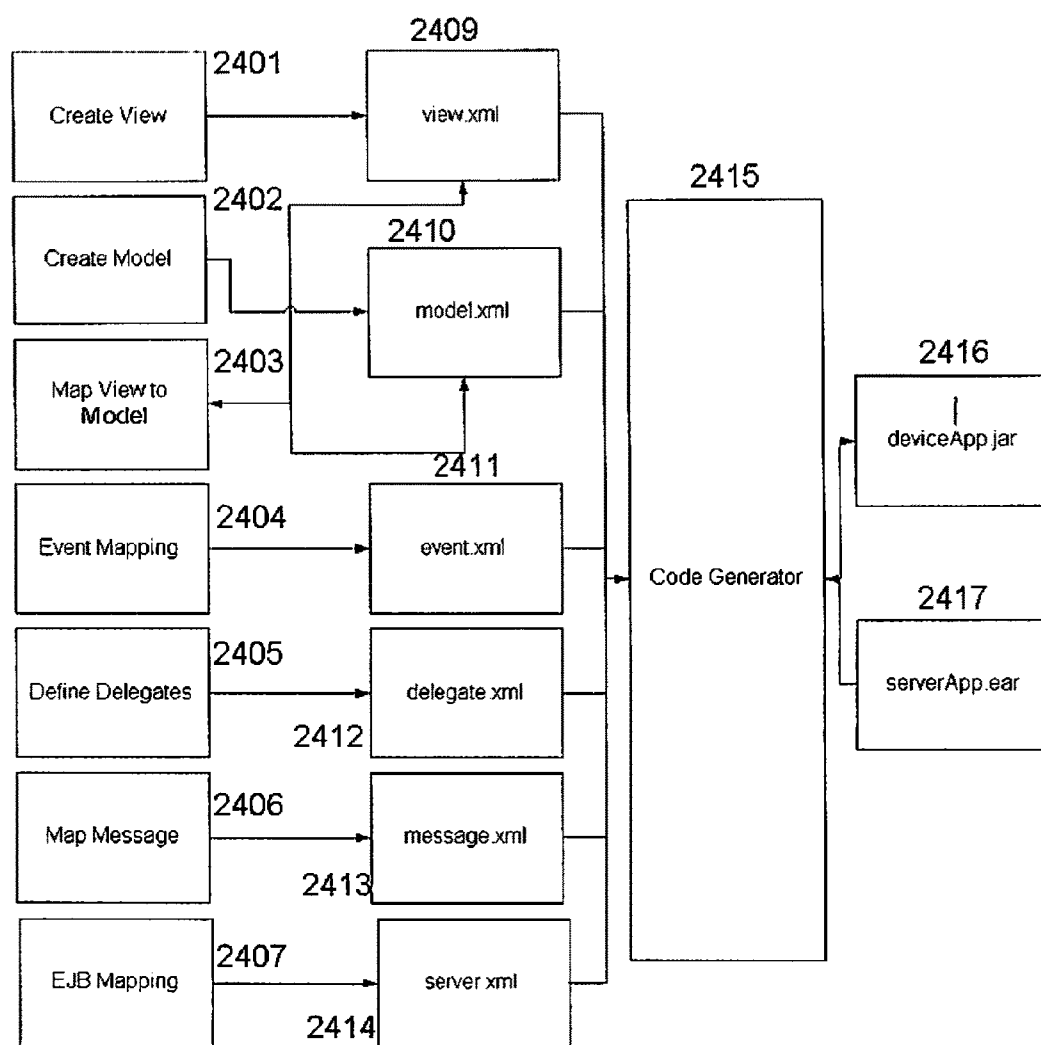 2409
2401
Create View
view.xml
2402
2415
2410
Create Model
model.xml
2403
2416
Map View to
Model
deviceApp.jar
2411
2404
Event Mapping
event.xml
Code Generator
2417
2405
Define Delegates
delegate.xml
serverApp.ear
2412
2406
Map Message
message.xml
2413
2407
EJB Mapping
server.xml
2414